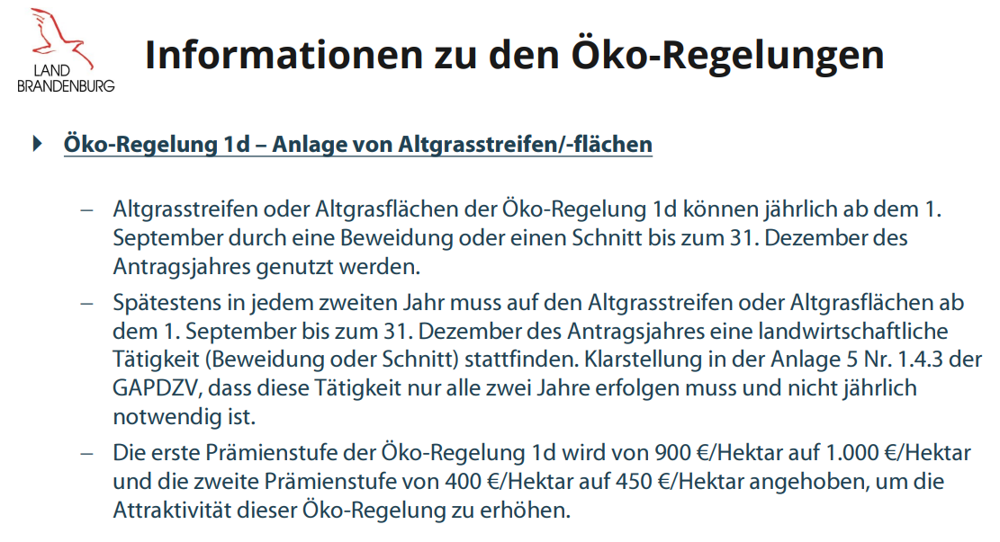 LAND
BRANDENBURG
Informationen zu den Öko-Regelungen
Öko-Regelung 1d – Anlage von Altgrasstreifen/-flächen
– Altgrasstreifen oder Altgrasflächen der Öko-Regelung 1d können jährlich ab dem 1.
September durch eine Beweidung oder einen Schnitt bis zum 31. Dezember des
Antragsjahres genutzt werden.
– Spätestens in jedem zweiten Jahr muss auf den Altgrasstreifen oder Altgrasflächen ab
dem 1. September bis zum 31. Dezember des Antragsjahres eine landwirtschaftliche
Tätigkeit (Beweidung oder Schnitt) stattfinden. Klarstellung in der Anlage 5 Nr. 1.4.3 der
GAPDZV, dass diese Tätigkeit nur alle zwei Jahre erfolgen muss und nicht jährlich
notwendig ist.
– Die erste Prämienstufe der Öko-Regelung 1d wird von 900 €/Hektar auf 1.000 €/Hektar
und die zweite Prämienstufe von 400 €/Hektar auf 450 €/Hektar angehoben, um die
Attraktivität dieser Öko-Regelung zu erhöhen.